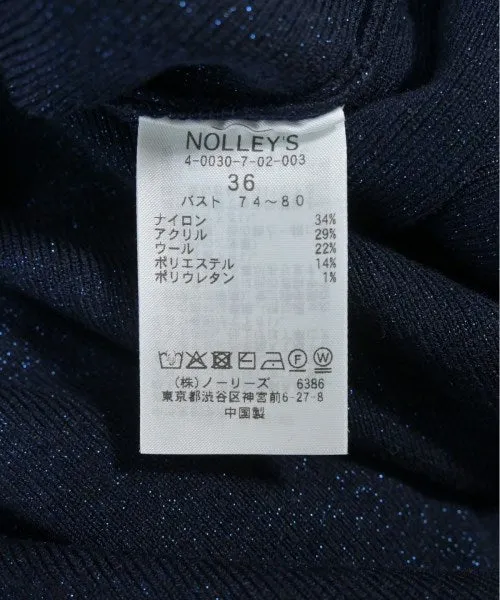 NOLLEY'S
4-0030-7-02-003
36
バスト 74~80
ナイロン 34%
アクリル 29%
ウール 22%
ポリエステル 14%
ポリウレタン 1%
F W
(株)ノーリーズ 6386
東京都渋谷区神宮前6-27-8
中国製